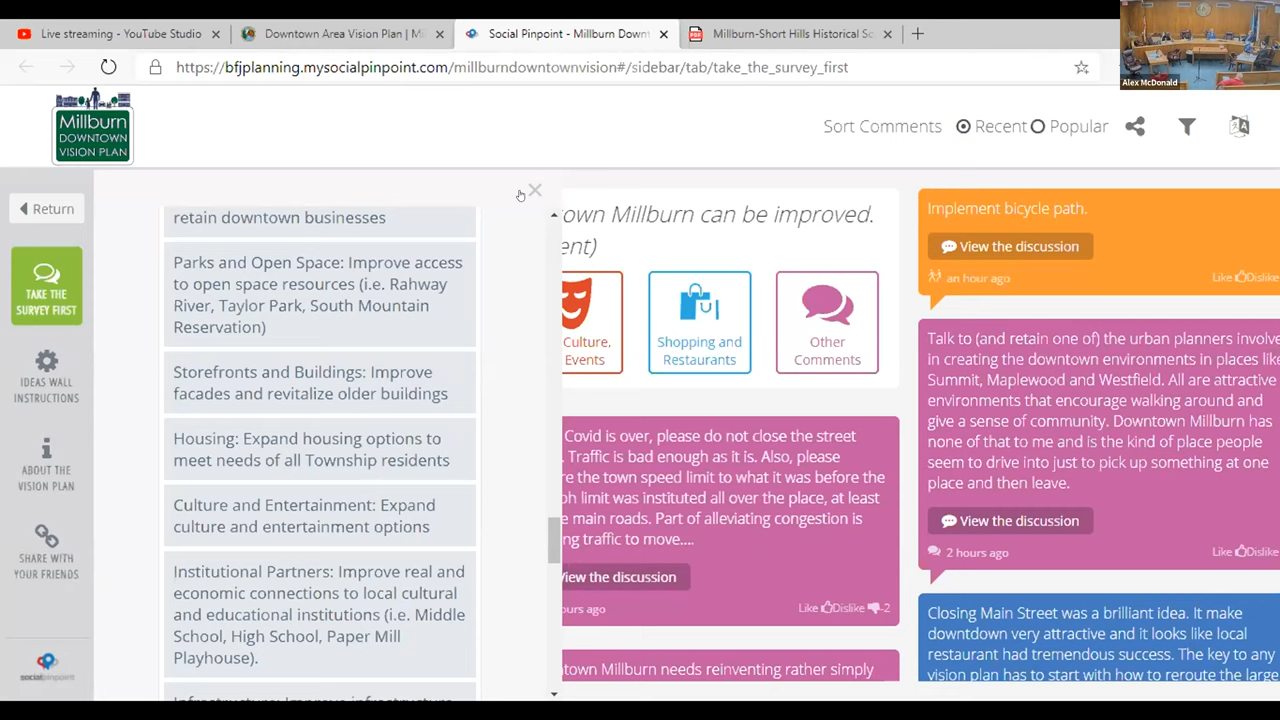 Live streaming - YouTube Studio
Downtown Area Vision Plan | Mi
Social Pinpoint - Millburn Down
Millburn-Short Hills Historical So
https://bfjplanning.mysocialpinpoint.com/millburndowntownvision#/sidebar/tab/take_the_survey_first
Alex McDonald
Millburn
DOWNTOWN
VISION PLAN
Sort Comments
Recent
Popular
Return
TAKE THE
SURVEY FIRST
IDEAS WALL
INSTRUCTIONS
ABOUT THE
VISION PLAN
SHARE WITH
YOUR FRIENDS
socialpinpoint
retain downtown businesses
Parks and Open Space: Improve access
to open space resources (i.e. Rahway
River, Taylor Park, South Mountain
Reservation)
Storefronts and Buildings: Improve
facades and revitalize older buildings
Housing: Expand housing options to
meet needs of all Township residents
Culture and Entertainment: Expand
culture and entertainment options
Institutional Partners: Improve real and
economic connections to local cultural
and educational institutions (i.e. Middle
School, High School, Paper Mill
Playhouse).
Infrastructure: Improve infrastructure
own Millburn can be improved.
ent)
Culture,
Events
Shopping and
Restaurants
Other
Comments
Covid is over, please do not close the street
. Traffic is bad enough as it is. Also, please
re the town speed limit to what it was before the
ph limit was instituted all over the place, at least
e main roads. Part of alleviating congestion is
ng traffic to move....
View the discussion
ours ago
Like Dislike -2
ntown Millburn needs reinventing rather simply
Implement bicycle path.
View the discussion
an hour ago
Like Dislike
Talk to (and retain one of) the urban planners involve
in creating the downtown environments in places like
Summit, Maplewood and Westfield. All are attractive
environments that encourage walking around and
give a sense of community. Downtown Millburn has
none of that to me and is the kind of place people
seem to drive into just to pick up something at one
place and then leave.
View the discussion
2 hours ago
Like Dislike
Closing Main Street was a brilliant idea. It make
downtdown very attractive and it looks like local
restaurant had tremendous success. The key to any
vision plan has to start with how to reroute the large